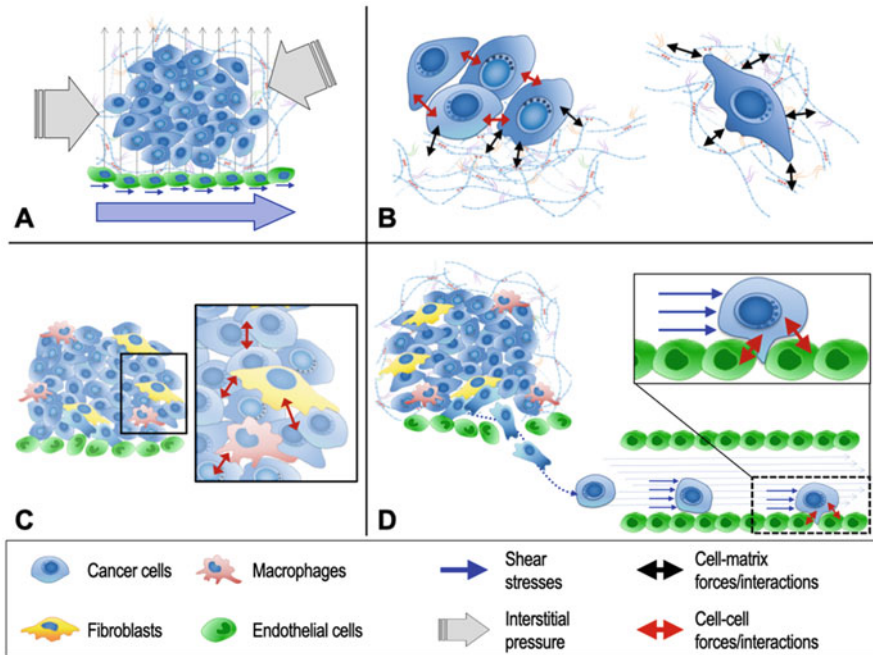 A
B
C
D
Cancer cells
Macrophages
Shear
stresses
Cell-matrix
forces/interactions
Fibroblasts
Endothelial cells
Interstitial
pressure
Cell-cell
forces/interactions